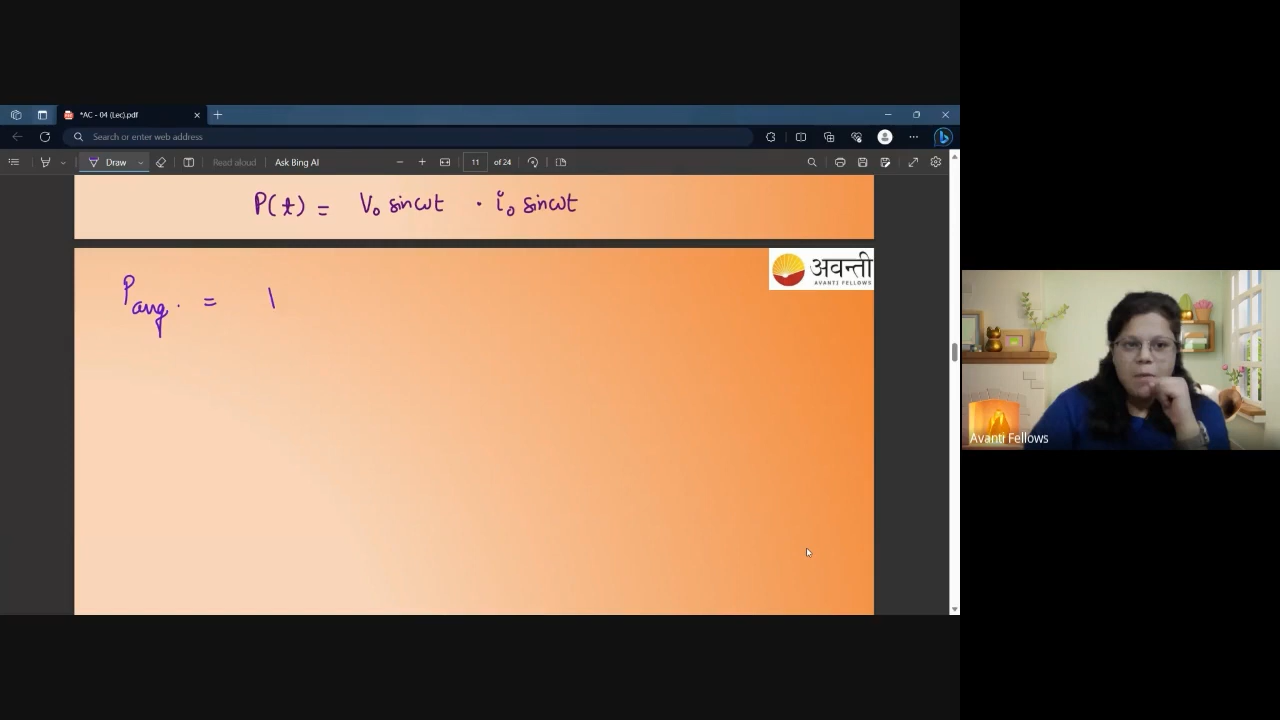 *AC - 04 (Lec).pdf
Search or enter web address
Draw
Read aloud
Ask Bing AI
11
of 24
P(t) = V₀ sinωt · i₀ sinωt
अवन्ती
AVANTI FELLOWS
P avg. = \
Avanti Fellows